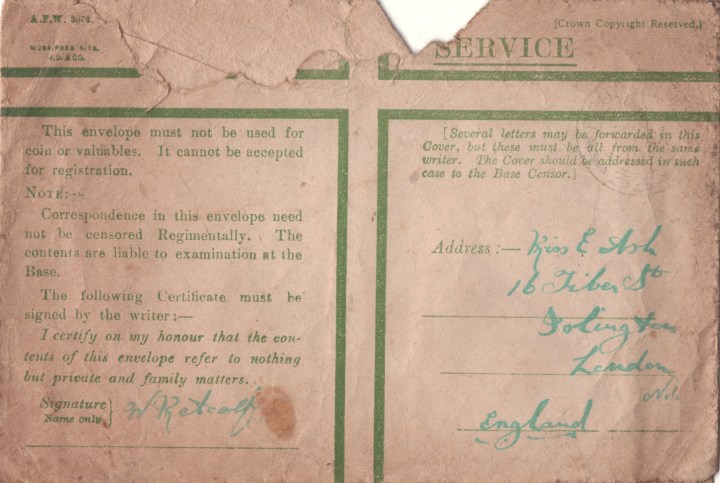 A.F.W. 3078.
[Crown Copyright Reserved.]
SERVICE
J.D. & CO.
This envelope must not be used for
coin or valuables. It cannot be accepted
for registration.
NOTE:—
Correspondence in this envelope need
not be censored Regimentally. The
contents are liable to examination at the
Base.
The following Certificate must be
signed by the writer:—
I certify on my honour that the con-
tents of this envelope refer to nothing
but private and family matters.
Signature
Name only
W Metcalf
[Several letters may be forwarded in this
Cover, but these must be all from the same
writer. The Cover should be addressed in such
case to the Base Censor.]
Address:— Miss E Ash
16 Tiber St
Islington
London
N.
England